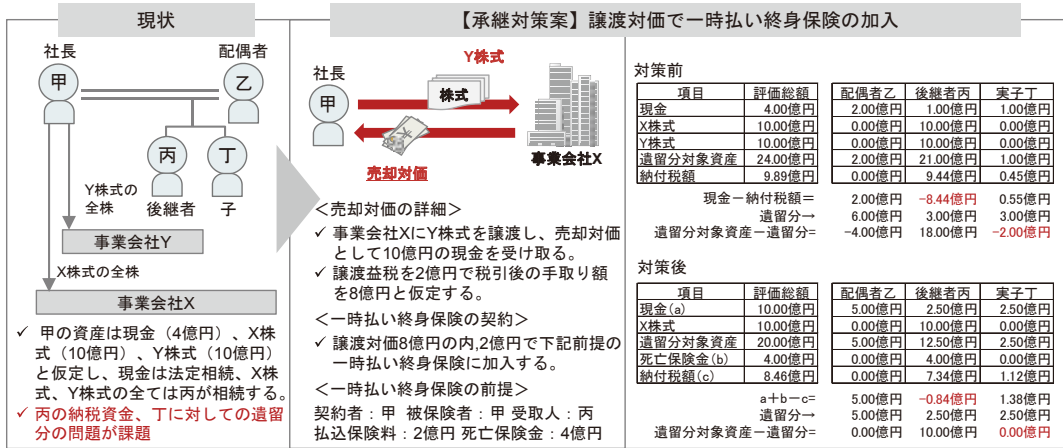 現状
社長
配偶者
甲
乙
丙
丁
Y株式の
全株
後継者
子
事業会社Y
X株式の全株
事業会社X
✓ 甲の資産は現金（4億円）、X株
式（10億円）、Y株式（10億円）
と仮定し、現金は法定相続、X株
式、Y株式の全ては丙が相続する。
✓ 丙の納税資金、丁に対しての遺留
分の問題が課題
【承継対策案】譲渡対価で一時払い終身保険の加入
Y株式
社長
甲
株式
売却対価
事業会社X
＜売却対価の詳細＞
✓ 事業会社XにY株式を譲渡し、売却対価
として10億円の現金を受け取る。
✓ 譲渡益税を2億円で税引後の手取り額
を8億円と仮定する。
＜一時払い終身保険の契約＞
✓ 譲渡対価8億円の内,2億円で下記前提の
一時払い終身保険に加入する。
＜一時払い終身保険の前提＞
契約者：甲 被保険者：甲 受取人：丙
払込保険料：2億円 死亡保険金：4億円
対策前
項目 評価総額 配偶者乙 後継者丙 実子丁
現金 4.00億円 2.00億円 1.00億円 1.00億円
X株式 10.00億円 0.00億円 10.00億円 0.00億円
Y株式 10.00億円 0.00億円 10.00億円 0.00億円
遺留分対象資産 24.00億円 2.00億円 21.00億円 1.00億円
納付税額 9.89億円 0.00億円 9.44億円 0.45億円
現金－納付税額＝ 2.00億円 -8.44億円 0.55億円
遺留分→ 6.00億円 3.00億円 3.00億円
遺留分対象資産－遺留分= -4.00億円 18.00億円 -2.00億円
対策後
項目 評価総額 配偶者乙 後継者丙 実子丁
現金(a) 10.00億円 5.00億円 2.50億円 2.50億円
X株式 10.00億円 0.00億円 10.00億円 0.00億円
遺留分対象資産 20.00億円 5.00億円 12.50億円 2.50億円
死亡保険金(b) 4.00億円 0.00億円 4.00億円 0.00億円
納付税額(c) 8.46億円 0.00億円 7.34億円 1.12億円
a＋b－c= 5.00億円 -0.84億円 1.38億円
遺留分→ 5.00億円 2.50億円 2.50億円
遺留分対象資産－遺留分= 0.00億円 10.00億円 0.00億円